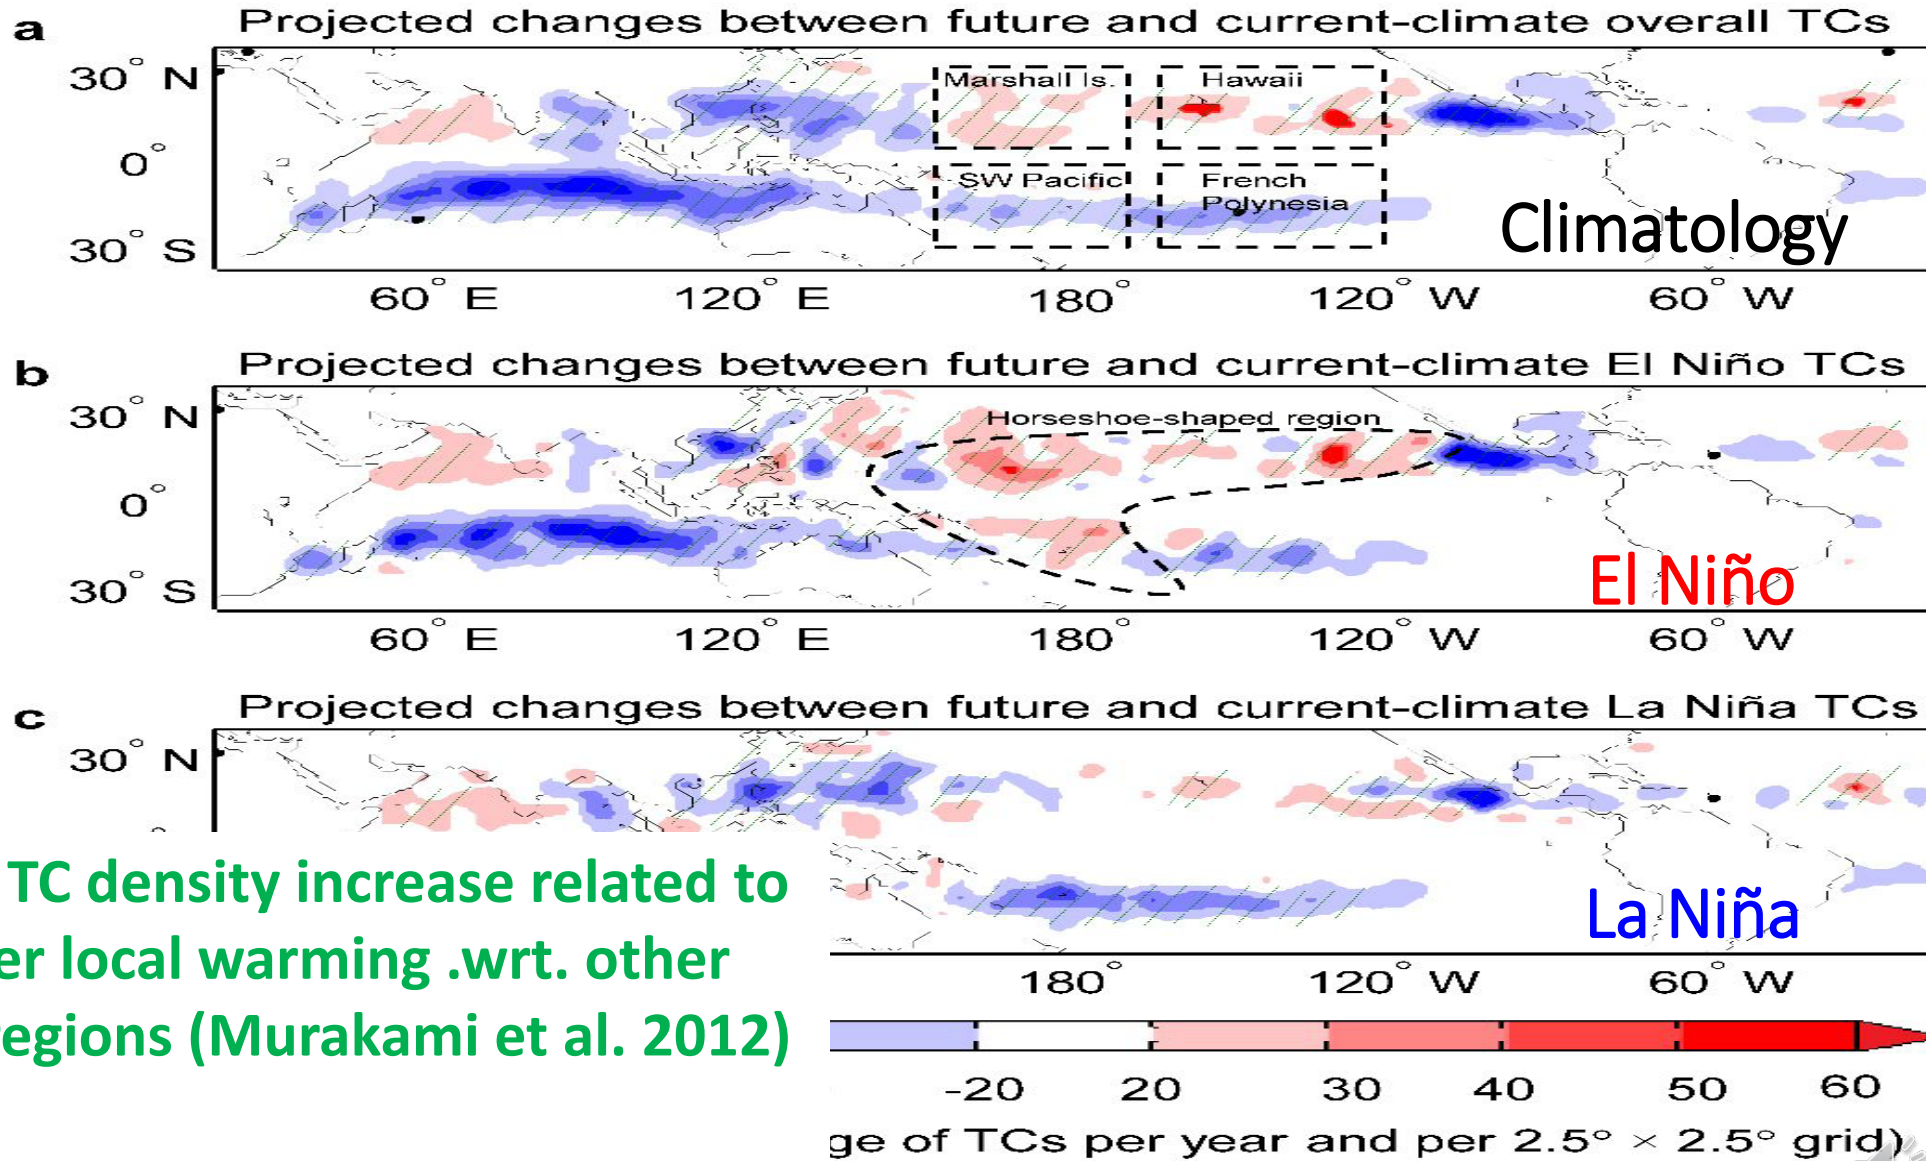 a Projected changes between future and current-climate overall TCs
30° N
Marshall Is. Hawaii
0°
SW Pacific French
Polynesia
30° S
Climatology
60° E 120° E 180° 120° W 60° W
b Projected changes between future and current-climate El Niño TCs
30° N
Horseshoe-shaped region
0°
30° S
El Niño
60° E 120° E 180° 120° W 60° W
c Projected changes between future and current-climate La Niña TCs
30° N
TC density increase related to
er local warming .wrt. other
regions (Murakami et al. 2012)
La Niña
180° 120° W 60° W
-20 20 30 40 50 60
ge of TCs per year and per 2.5° × 2.5° grid)